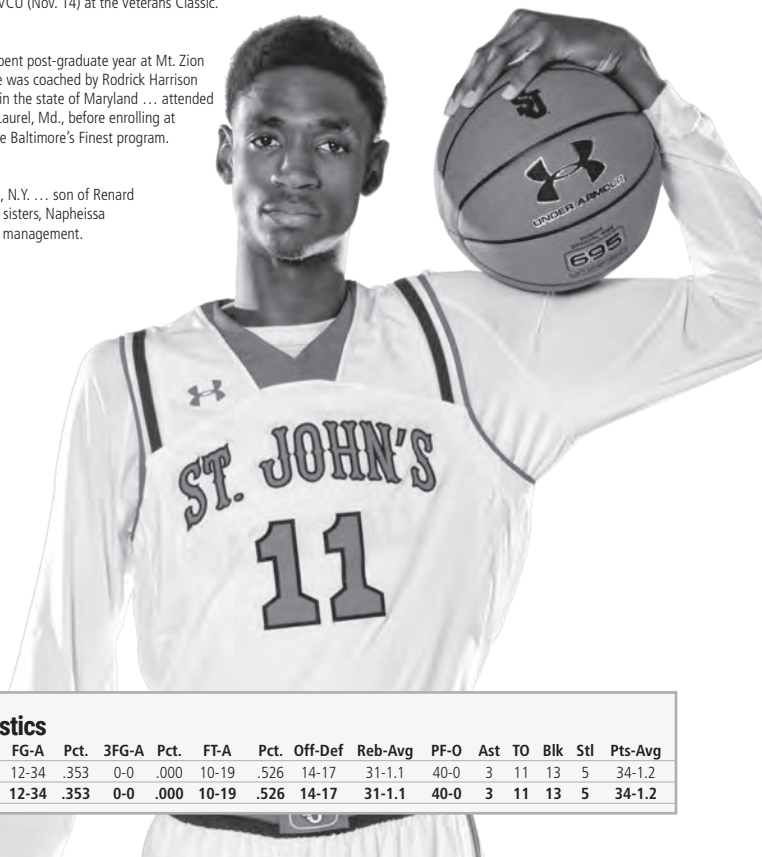 VCU (Nov. 14) at the Veterans Classic.
spent post-graduate year at Mt. Zion
e was coached by Rodrick Harrison
in the state of Maryland … attended
Laurel, Md., before enrolling at
e Baltimore's Finest program.
, N.Y. … son of Renard
sisters, Napheissa
management.
UNDER ARMOUR
695
ST. JOHN'S
11
stics
FG-A Pct. 3FG-A Pct. FT-A Pct. Off-Def Reb-Avg PF-O Ast TO Blk Stl Pts-Avg
12-34 .353 0-0 .000 10-19 .526 14-17 31-1.1 40-0 3 11 13 5 34-1.2
12-34 .353 0-0 .000 10-19 .526 14-17 31-1.1 40-0 3 11 13 5 34-1.2